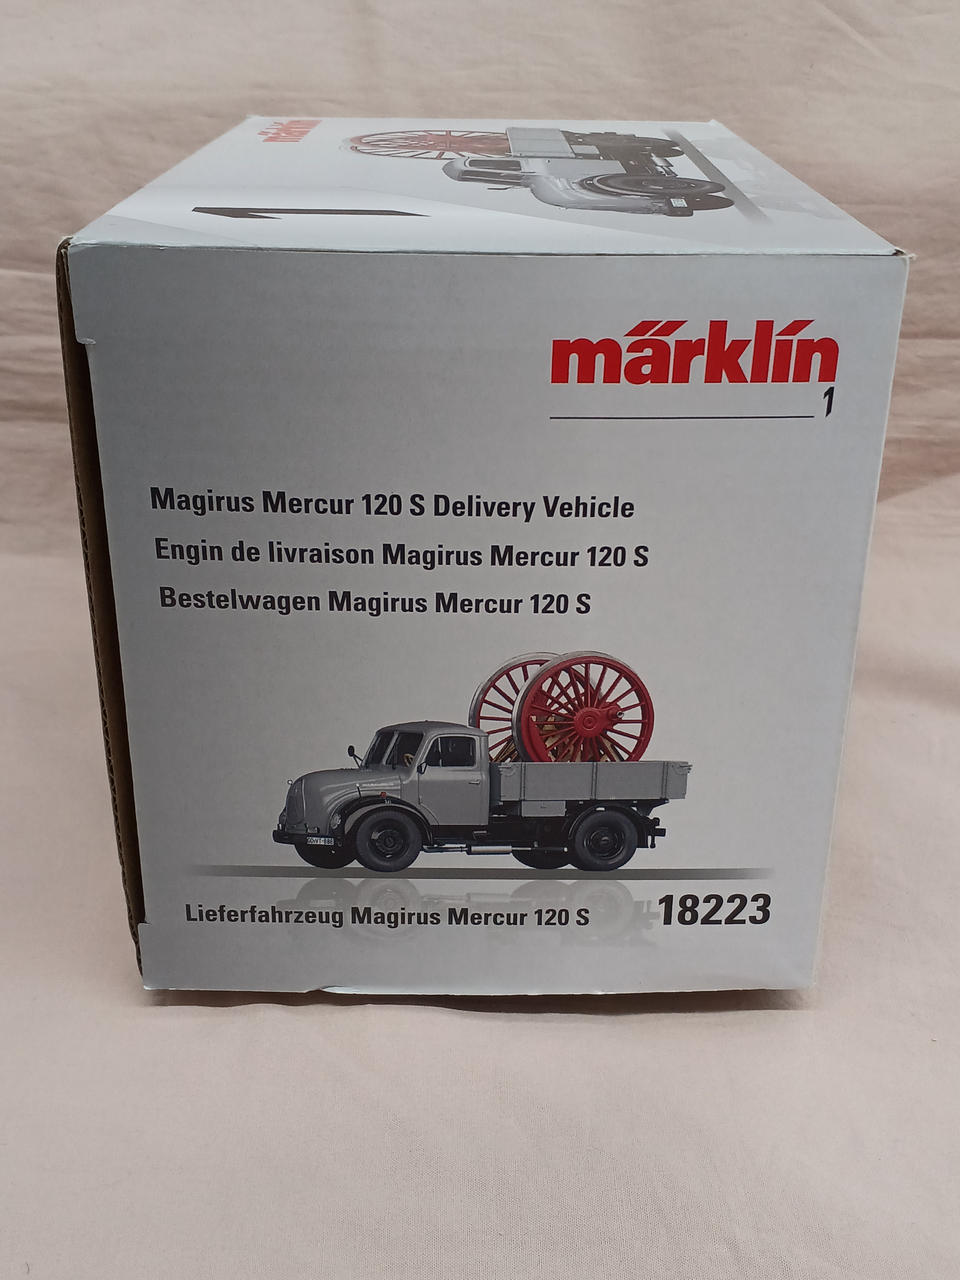 märklin
1
märklin
1
Magirus Mercur 120 S Delivery Vehicle
Engin de livraison Magirus Mercur 120 S
Bestelwagen Magirus Mercur 120 S
Lieferfahrzeug Magirus Mercur 120 S
18223